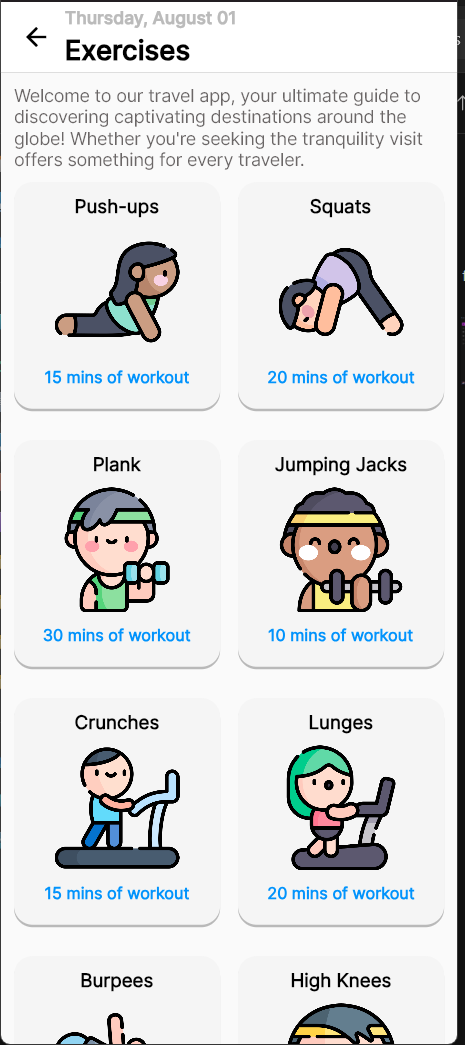 Thursday, August 01
Exercises
Welcome to our travel app, your ultimate guide to
discovering captivating destinations around the
globe! Whether you're seeking the tranquility visit
offers something for every traveler.
Push-ups
Squats
15 mins of workout
20 mins of workout
Plank
Jumping Jacks
30 mins of workout
10 mins of workout
Crunches
Lunges
15 mins of workout
20 mins of workout
Burpees
High Knees